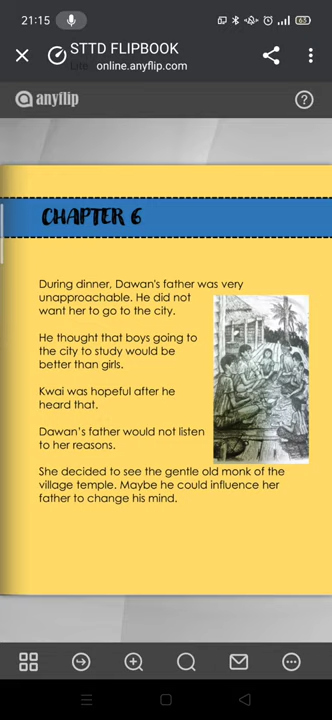 21:15
63
STTD FLIPBOOK
Lite online.anyflip.com
anyflip
CHAPTER 6
During dinner, Dawan's father was very
unapproachable. He did not
want her to go to the city.
He thought that boys going to
the city to study would be
better than girls.
Kwai was hopeful after he
heard that.
Dawan's father would not listen
to her reasons.
She decided to see the gentle old monk of the
village temple. Maybe he could influence her
father to change his mind.